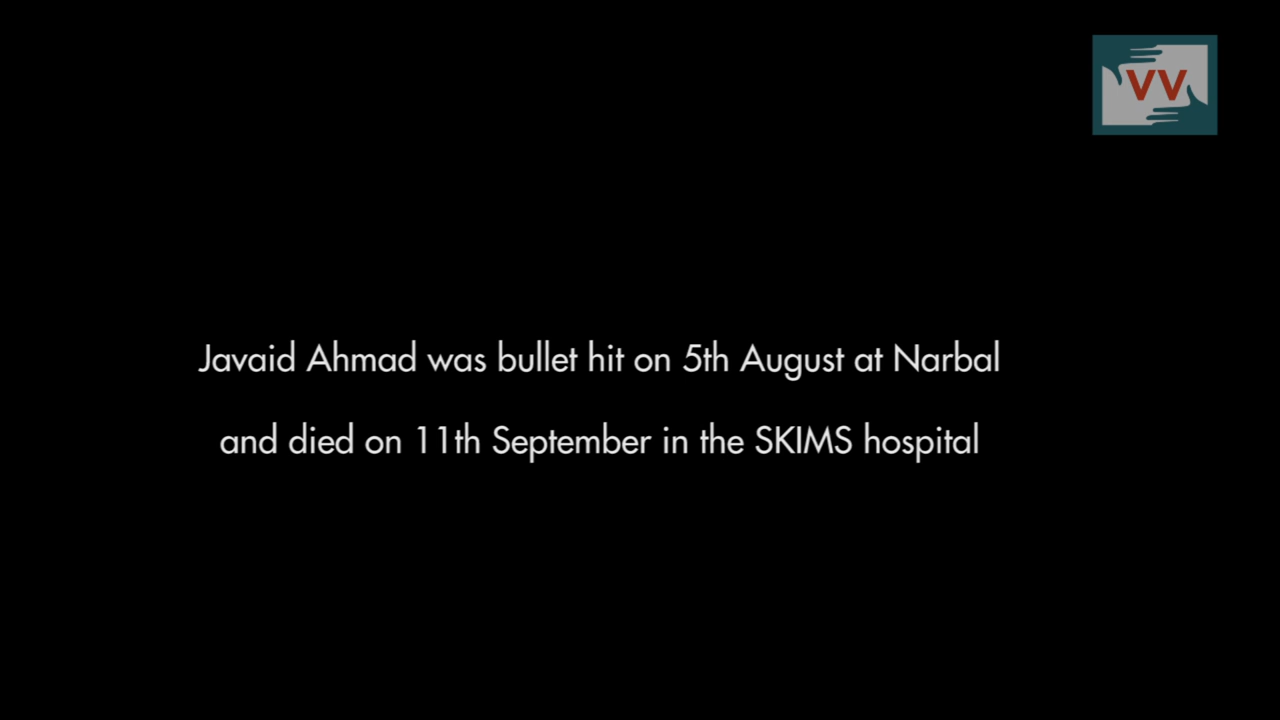 VV
Javaid Ahmad was bullet hit on 5th August at Narbal
and died on 11th September in the SKIMS hospital